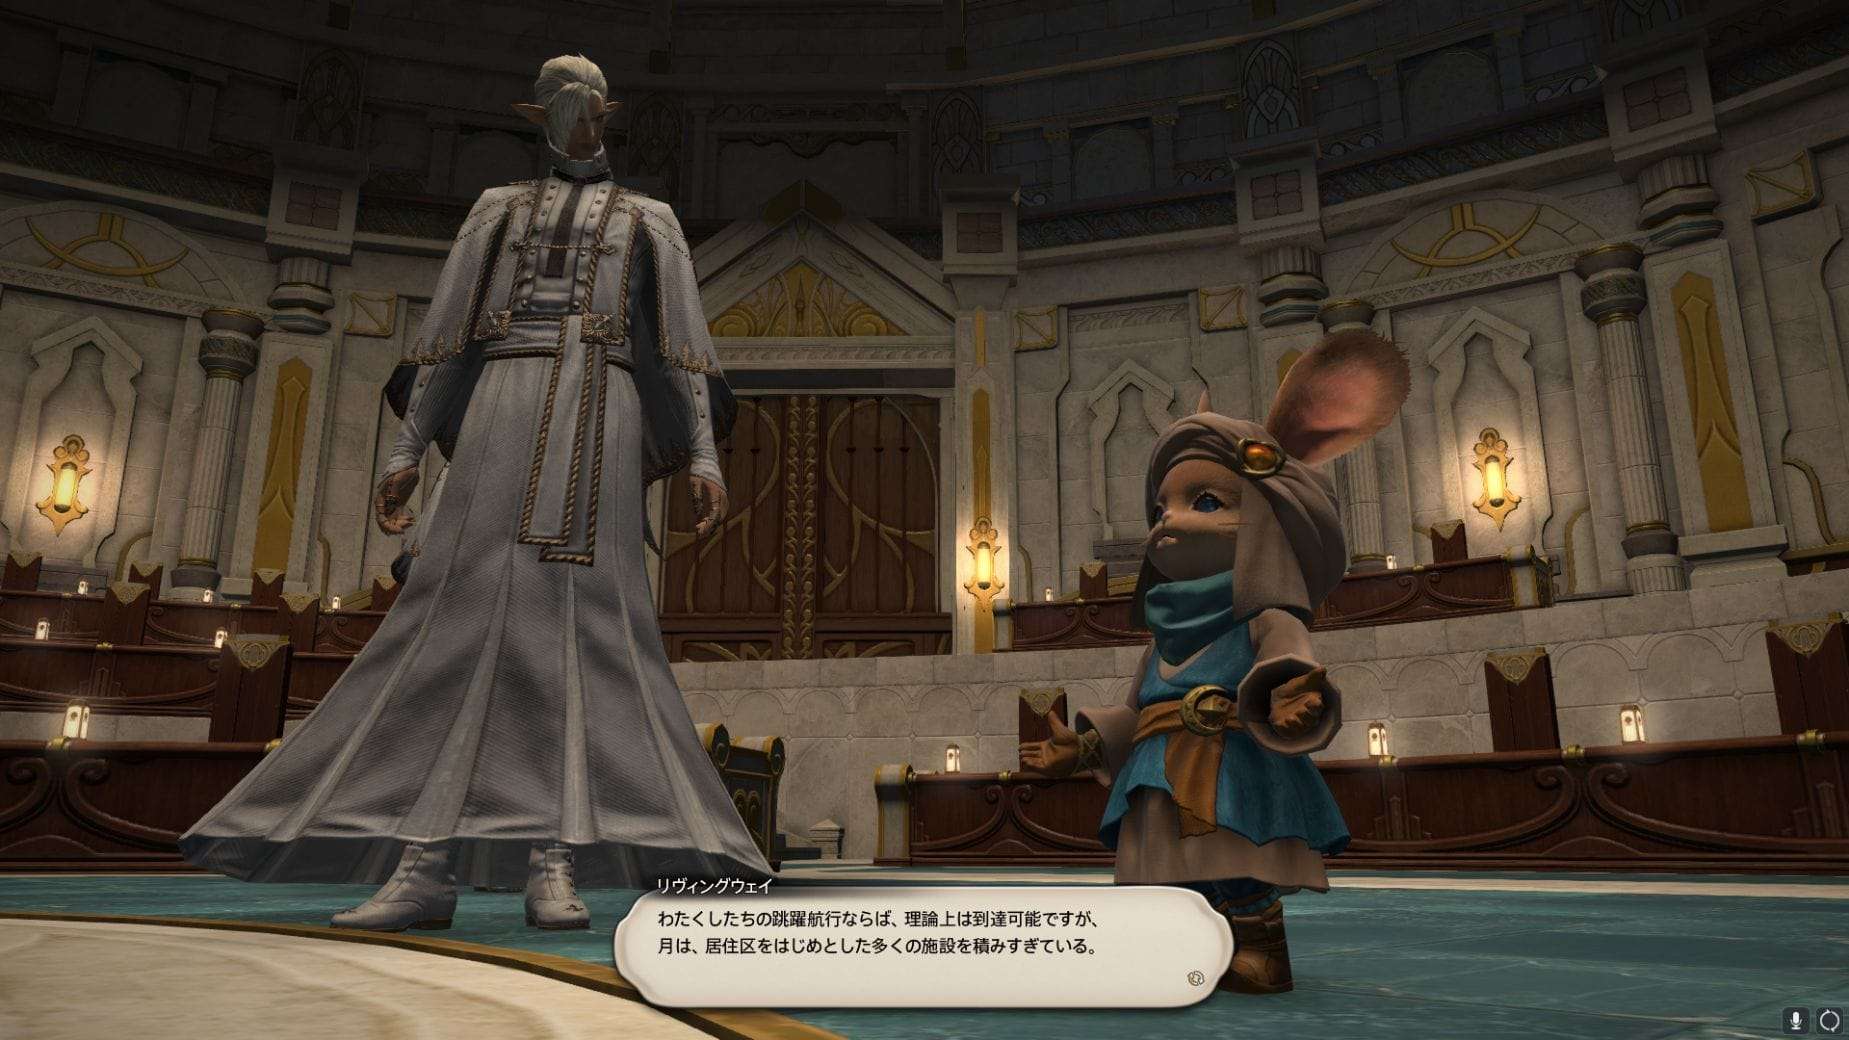 リヴィングウェイ
わたくしたちの跳躍航行ならば、理論上は到達可能ですが、
月は、居住区をはじめとした多くの施設を積みすぎている。